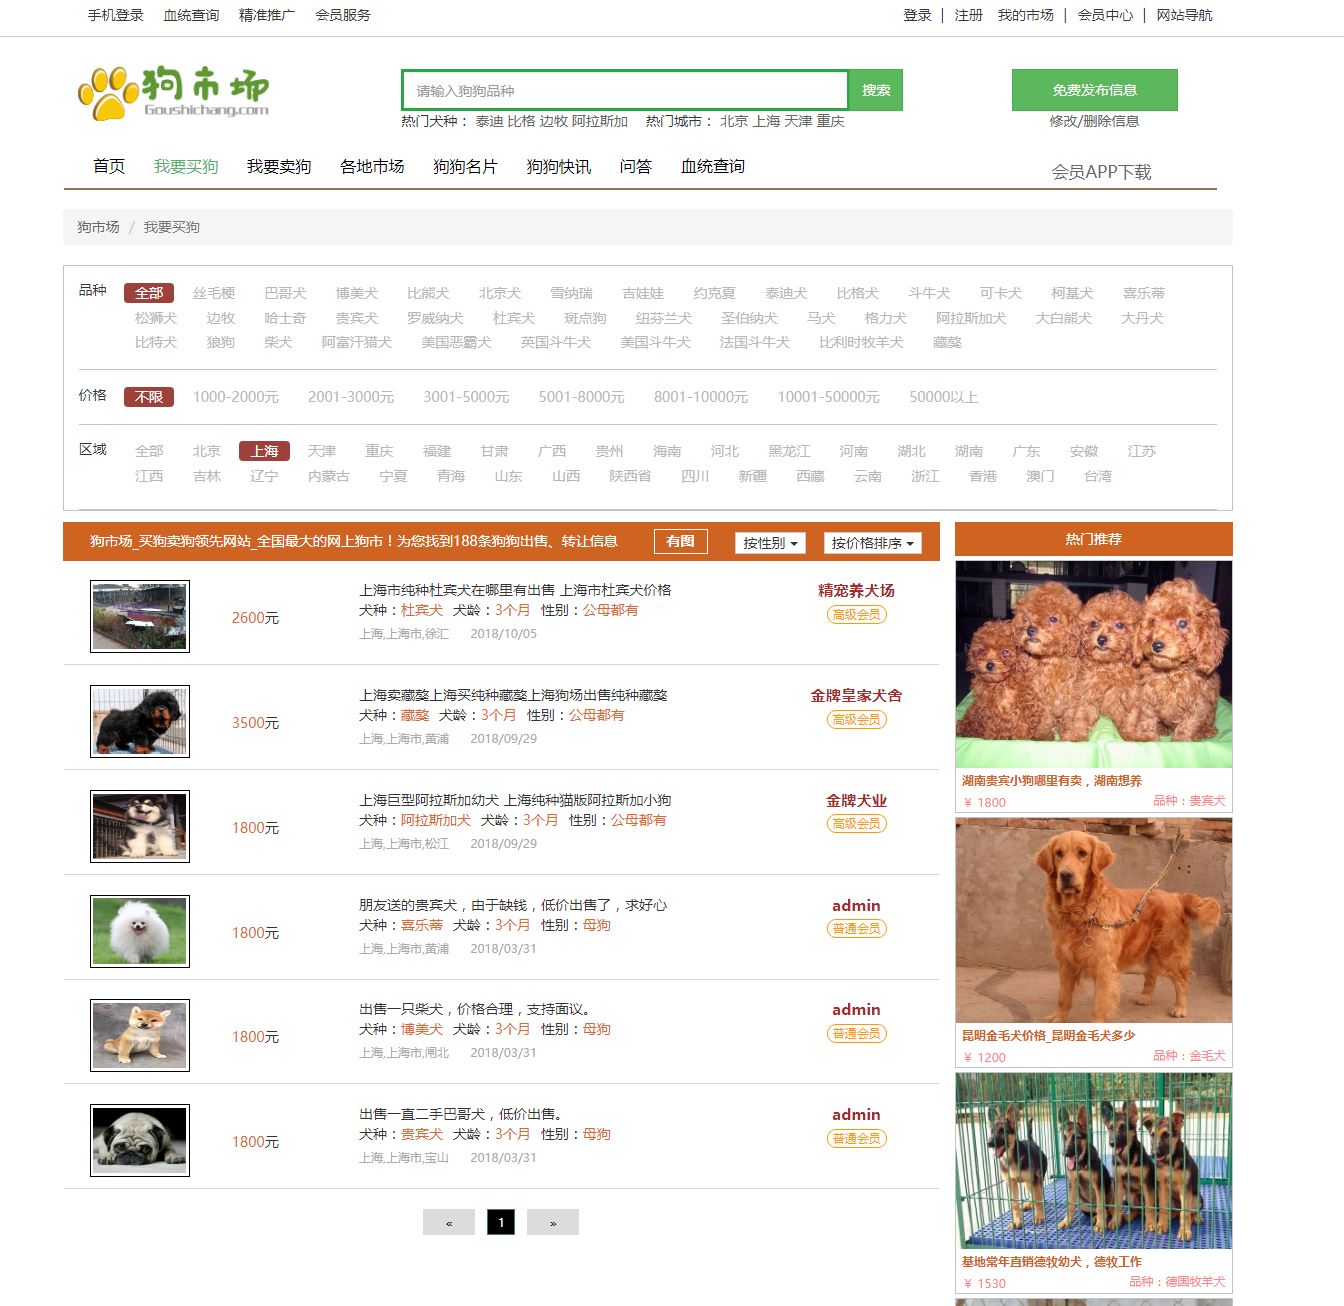 手机登录 血统查询 精准推广 会员服务 登录 | 注册 我的市场 | 会员中心 | 网站导航
狗市场
Goushichang.com
请输入狗狗品种 搜索 免费发布信息
热门犬种： 泰迪 比格 边牧 阿拉斯加 热门城市： 北京 上海 天津 重庆 修改/删除信息
首页 我要买狗 我要卖狗 各地市场 狗狗名片 狗狗快讯 问答 血统查询 会员APP下载
狗市场 / 我要买狗
品种 全部 丝毛梗 巴哥犬 博美犬 比熊犬 北京犬 雪纳瑞 吉娃娃 约克夏 泰迪犬 比格犬 斗牛犬 可卡犬 柯基犬 喜乐蒂
松狮犬 边牧 哈士奇 贵宾犬 罗威纳犬 杜宾犬 斑点狗 纽芬兰犬 圣伯纳犬 马犬 格力犬 阿拉斯加犬 大白熊犬 大丹犬
比特犬 狼狗 柴犬 阿富汗猎犬 美国恶霸犬 英国斗牛犬 美国斗牛犬 法国斗牛犬 比利时牧羊犬 藏獒
价格 不限 1000-2000元 2001-3000元 3001-5000元 5001-8000元 8001-10000元 10001-50000元 50000以上
区域 全部 北京 上海 天津 重庆 福建 甘肃 广西 贵州 海南 河北 黑龙江 河南 湖北 湖南 广东 安徽 江苏
江西 吉林 辽宁 内蒙古 宁夏 青海 山东 山西 陕西省 四川 新疆 西藏 云南 浙江 香港 澳门 台湾
狗市场_买狗卖狗领先网站_全国最大的网上狗市！为您找到188条狗狗出售、转让信息 有图 按性别 按价格排序
上海市纯种杜宾犬在哪里有出售 上海市杜宾犬价格 精宠养犬场
2600元 犬种：杜宾犬 犬龄：3个月 性别：公母都有 高级会员
上海,上海市,徐汇 2018/10/05
上海卖藏獒上海买纯种藏獒上海狗场出售纯种藏獒 金牌皇家犬舍
3500元 犬种：藏獒 犬龄：3个月 性别：公母都有 高级会员
上海,上海市,黄浦 2018/09/29
上海巨型阿拉斯加幼犬 上海纯种熊版阿拉斯加小狗 金牌犬业
1800元 犬种：阿拉斯加犬 犬龄：3个月 性别：公母都有 高级会员
上海,上海市,松江 2018/09/29
朋友送的贵宾犬，由于缺钱，低价出售了，求好心 admin
1800元 犬种：喜乐蒂 犬龄：3个月 性别：母狗 普通会员
上海,上海市,黄浦 2018/03/31
出售一只柴犬，价格合理，支持面议。 admin
1800元 犬种：博美犬 犬龄：3个月 性别：母狗 普通会员
上海,上海市,闸北 2018/03/31
出售一直二手巴哥犬，低价出售。 admin
1800元 犬种：贵宾犬 犬龄：3个月 性别：母狗 普通会员
上海,上海市,宝山 2018/03/31
« 1 »
热门推荐
湖南贵宾小狗哪里有卖，湖南想养
¥ 1800 品种：贵宾犬
昆明金毛犬价格_昆明金毛犬多少
¥ 1200 品种：金毛犬
基地常年直销德牧幼犬，德牧工作
¥ 1530 品种：德国牧羊犬